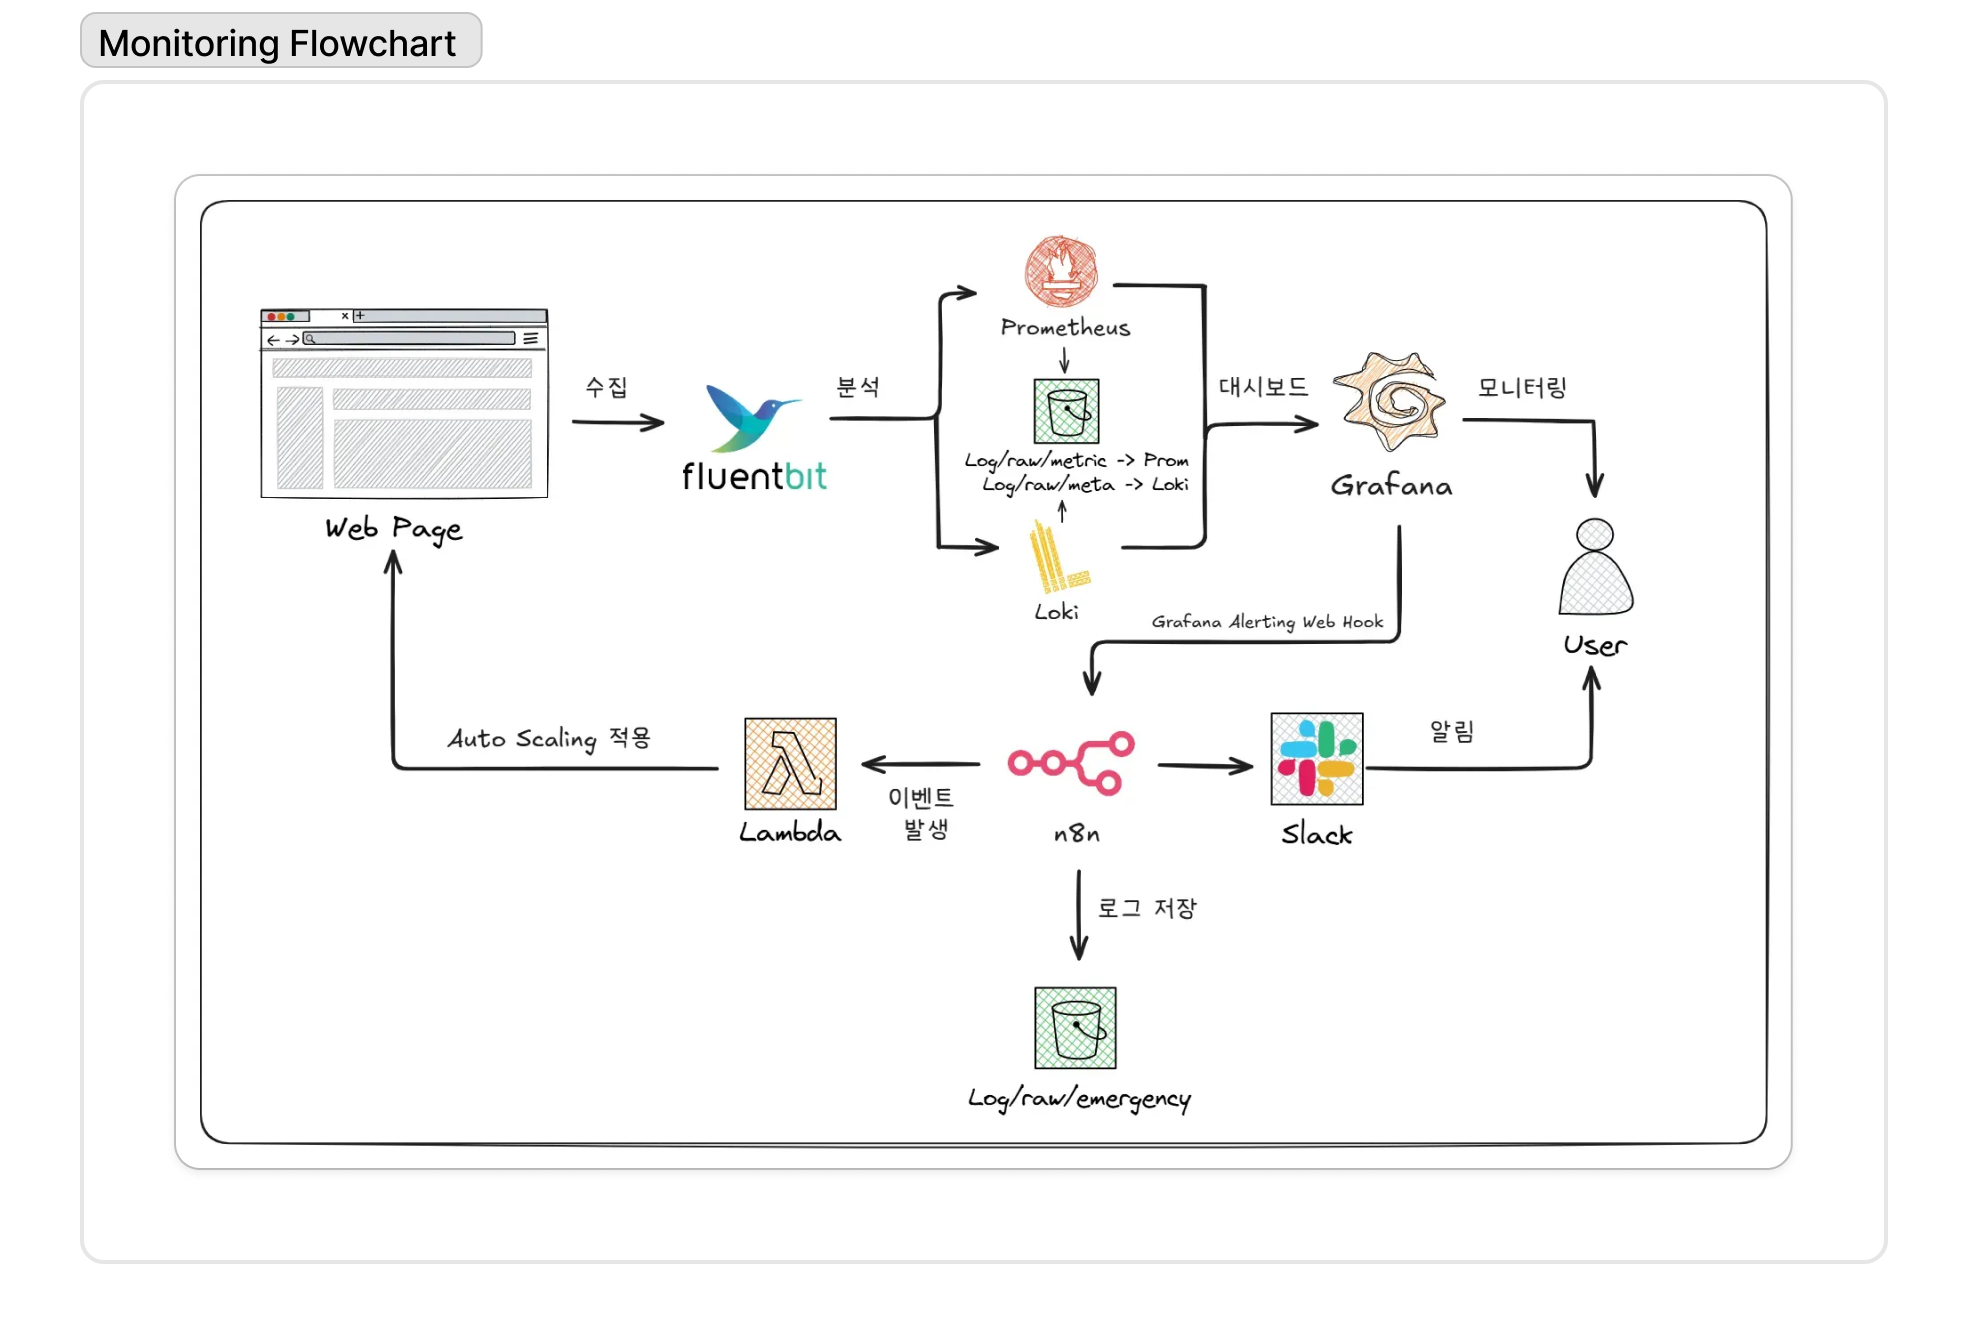 Monitoring Flowchart
Prometheus
수집
분석
대시보드
모니터링
fluentbit
Log/raw/metric -> Prom
Log/raw/meta -> Loki
Grafana
Web Page
Loki
Grafana Alerting Web Hook
User
Auto Scaling 적용
알림
이벤트
발생
Lambda
n8n
Slack
로그 저장
Log/raw/emergency